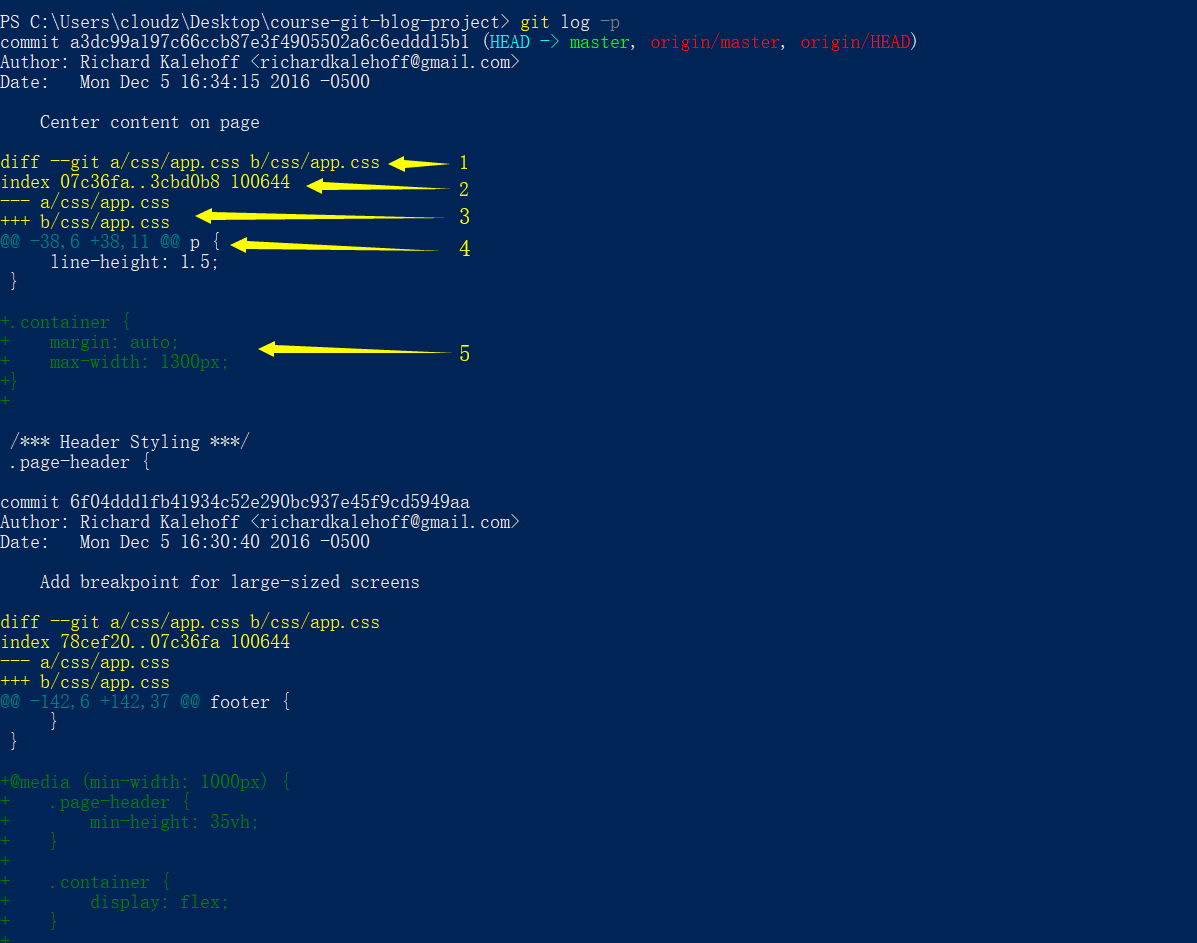 PS C:\Users\cloudz\Desktop\course-git-blog-project> git log -p
commit a3dc99a197c66ccb87e3f4905502a6c6eddd15b1 (HEAD -> master, origin/master, origin/HEAD)
Author: Richard Kalehoff <richardkalehoff@gmail.com>
Date:   Mon Dec 5 16:34:15 2016 -0500
    Center content on page
diff --git a/css/app.css b/css/app.css 1
index 07c36fa..3cbd0b8 100644 2
--- a/css/app.css
+++ b/css/app.css 3
@@ -38,6 +38,11 @@ p { 4
     line-height: 1.5;
 }
+.container {
+    margin: auto;
+    max-width: 1300px; 5
+}
+
 /*** Header Styling ***/
 .page-header {
commit 6f04ddd1fb41934c52e290bc937e45f9cd5949aa
Author: Richard Kalehoff <richardkalehoff@gmail.com>
Date:   Mon Dec 5 16:30:40 2016 -0500
    Add breakpoint for large-sized screens
diff --git a/css/app.css b/css/app.css
index 78cef20..07c36fa 100644
--- a/css/app.css
+++ b/css/app.css
@@ -142,6 +142,37 @@ footer {
     }
 }
+@media (min-width: 1000px) {
+    .page-header {
+        min-height: 35vh;
+    }
+
+    .container {
+        display: flex;
+    }
+